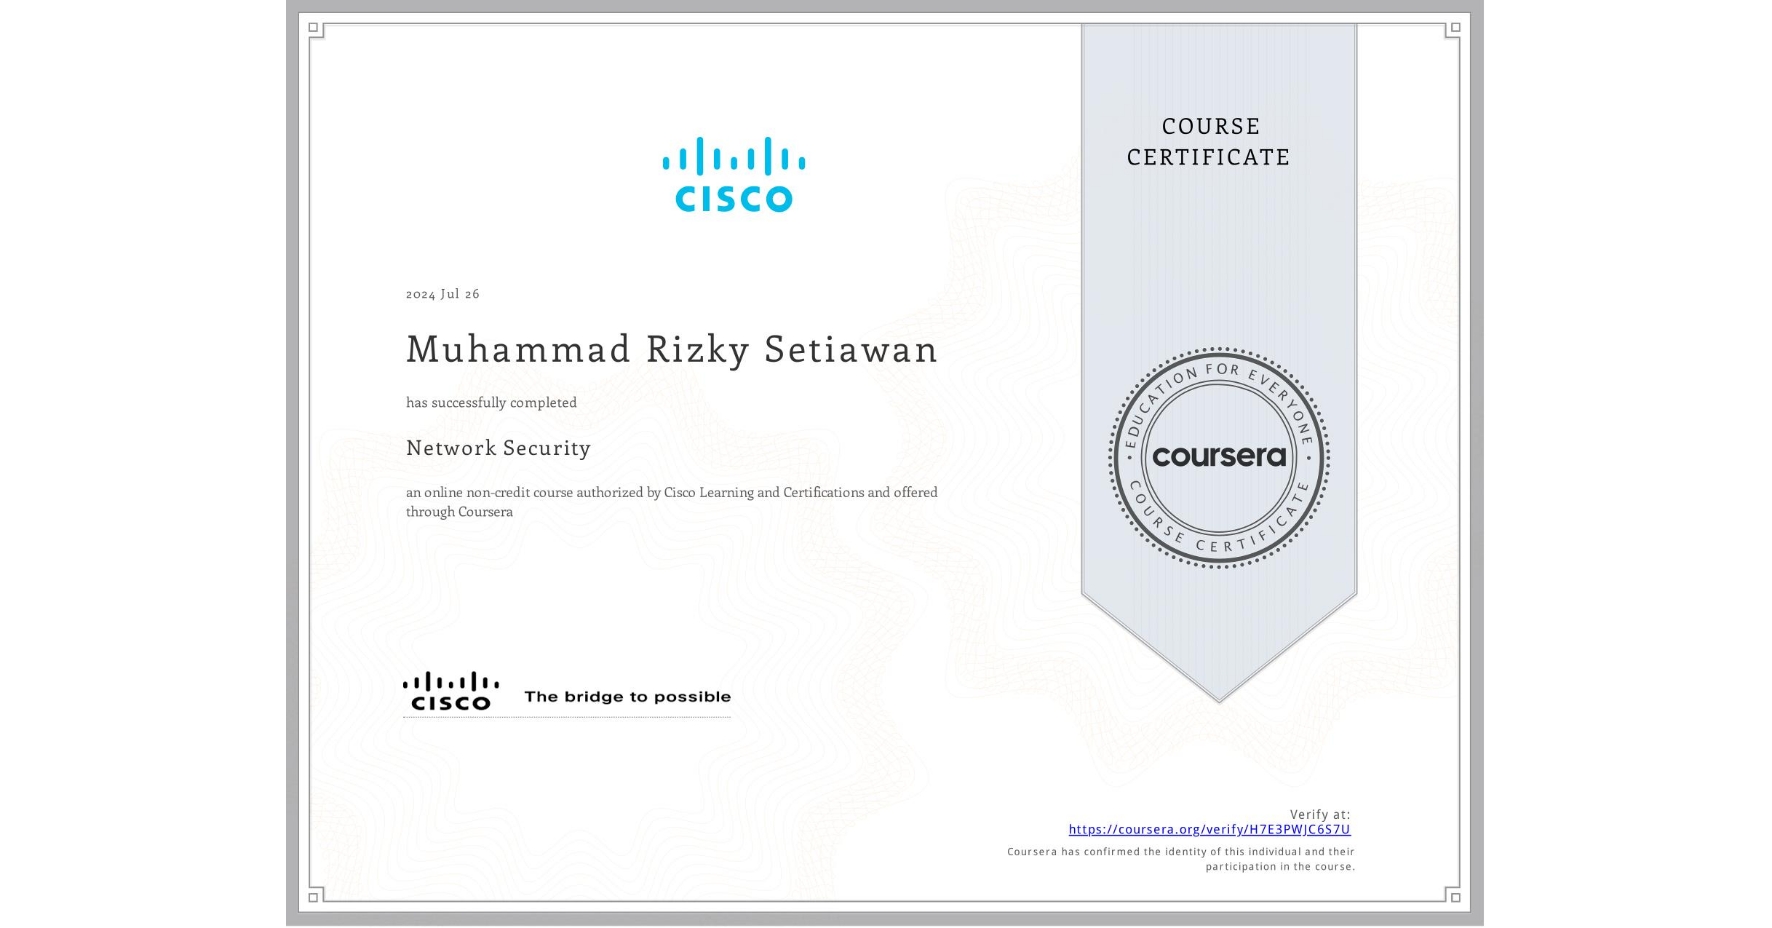 COURSE
CERTIFICATE
CISCO
2024 Jul 26
Muhammad Rizky Setiawan
has successfully completed
Network Security
an online non-credit course authorized by Cisco Learning and Certifications and offered
through Coursera
EDUCATION FOR EVERYONE
coursera
COURSE CERTIFICATE
CISCO The bridge to possible
Verify at:
https://coursera.org/verify/H7E3PWJC6S7U
Coursera has confirmed the identity of this individual and their
participation in the course.